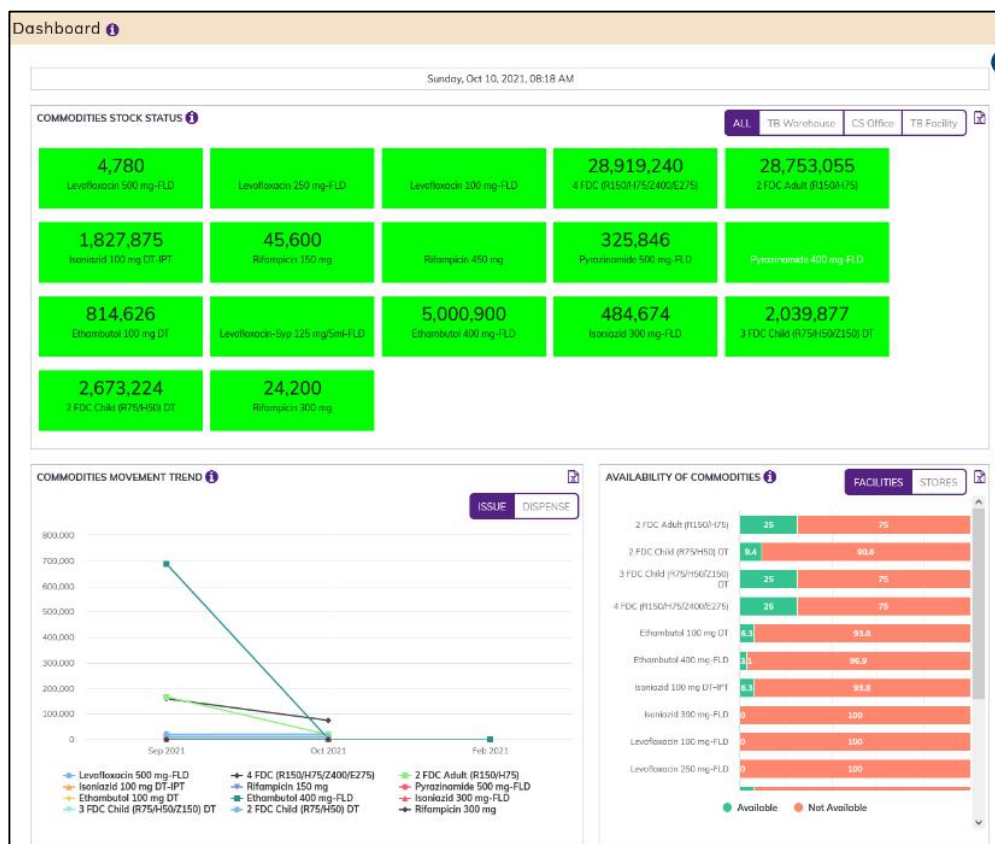 Dashboard
Sunday, Oct 10, 2021, 08:18 AM
COMMODITIES STOCK STATUS
ALL TB Warehouse CS Office TB Facility
4,780
Levofloxacin 500 mg-FLD
Levofloxacin 250 mg-FLD
Levofloxacin 100 mg-FLD
28,919,240
4 FDC (R150/H75/Z400/E275)
28,753,055
2 FDC Adult (R150/H75)
1,827,875
Isoniazid 100 mg DT-IPT
45,600
Rifampicin 150 mg
Rifampicin 450 mg
325,846
Pyrazinamide 500 mg-FLD
Pyrazinamide 400 mg-FLD
814,626
Ethambutol 100 mg DT
Levofloxacin-Syp 125 mg/5ml-FLD
5,000,900
Ethambutol 400 mg-FLD
484,674
Isoniazid 300 mg-FLD
2,039,877
3 FDC Child (R75/H50/Z150) DT
2,673,224
2 FDC Child (R75/H50) DT
24,200
Rifampicin 300 mg
COMMODITIES MOVEMENT TREND
ISSUE DISPENSE
800,000
700,000
600,000
500,000
400,000
300,000
200,000
100,000
0
Sep 2021 Oct 2021 Feb 2021
Levofloxacin 500 mg-FLD 4 FDC (R150/H75/Z400/E275) 2 FDC Adult (R150/H75)
Isoniazid 100 mg DT-IPT Rifampicin 150 mg Pyrazinamide 500 mg-FLD
Ethambutol 100 mg DT Ethambutol 400 mg-FLD Isoniazid 300 mg-FLD
3 FDC Child (R75/H50/Z150) DT 2 FDC Child (R75/H50) DT Rifampicin 300 mg
AVAILABILITY OF COMMODITIES
FACILITIES STORES
2 FDC Adult (R150/H75) 25 75
2 FDC Child (R75/H50) DT 9.4 90.6
3 FDC Child (R75/H50/Z150)
DT 25 75
4 FDC (R150/H75/Z400/E275) 25 75
Ethambutol 100 mg DT 6.3 93.8
Ethambutol 400 mg-FLD 3.1 96.9
Isoniazid 100 mg DT-IPT 6.3 93.8
Isoniazid 300 mg-FLD 0 100
Levofloxacin 100 mg-FLD 0 100
Levofloxacin 250 mg-FLD 0 100
Available Not Available